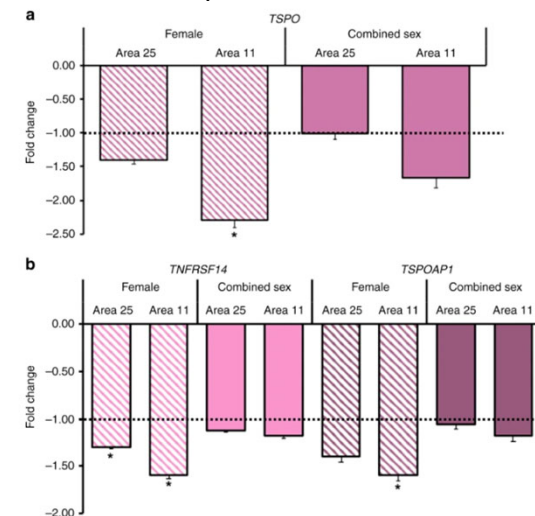 a
TSPO
Female Combined sex
Area 25 Area 11 Area 25 Area 11
Fold change
0.00
–0.50
–1.00
–1.50
–2.00
–2.50
*
b
TNFRSF14 TSPOAP1
Female Combined sex Female Combined sex
Area 25 Area 11 Area 25 Area 11 Area 25 Area 11 Area 25 Area 11
Fold change
0.00
–0.50
–1.00
–1.50
–2.00
* * *